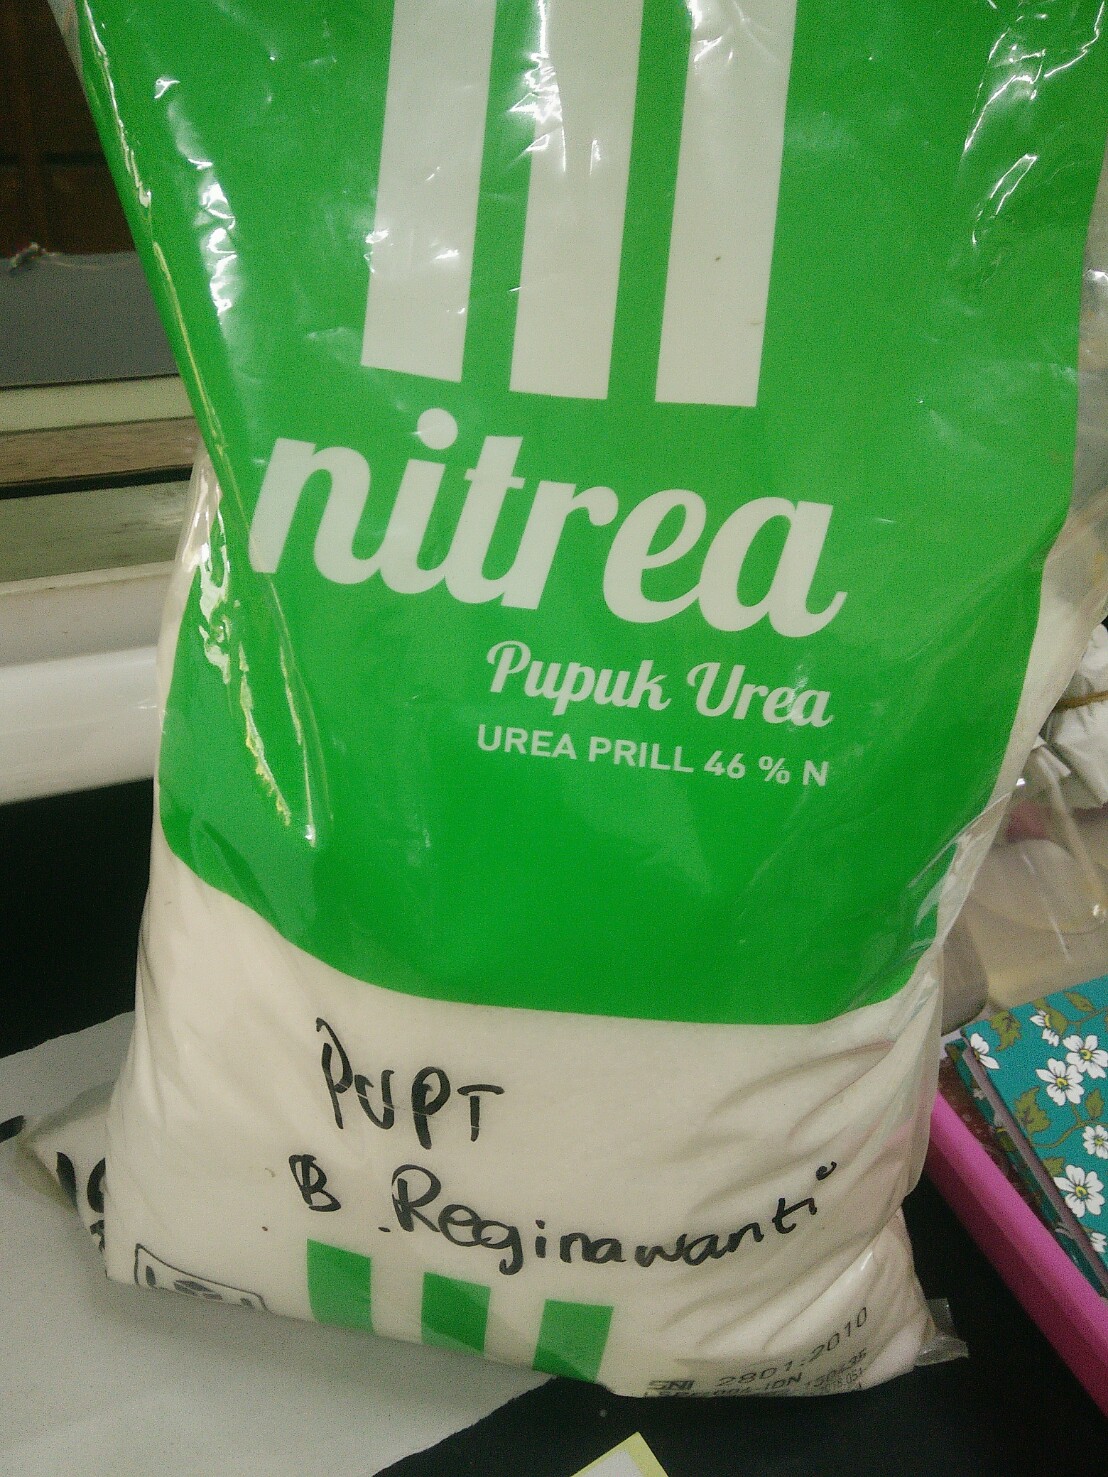 nitrea
Pupuk Urea
UREA PRILL 46 % N
PUPT
B. Reginawanti
SNI 2801:2010